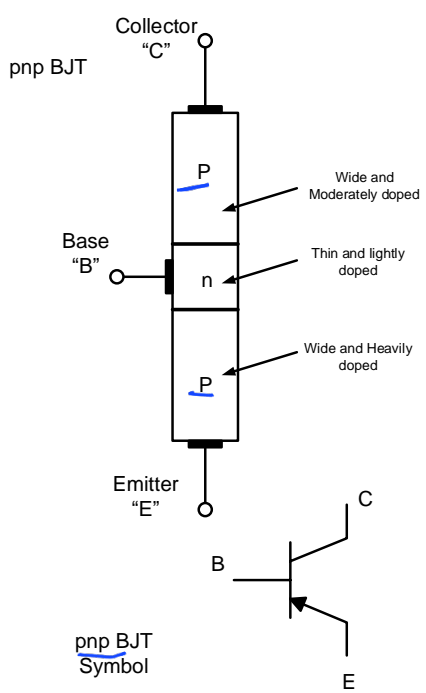 Collector
“C”
pnp BJT
P
Wide and
Moderately doped
Base
“B”
n
Thin and lightly
doped
P
Wide and Heavily
doped
Emitter
“E”
C
B
E
pnp BJT
Symbol